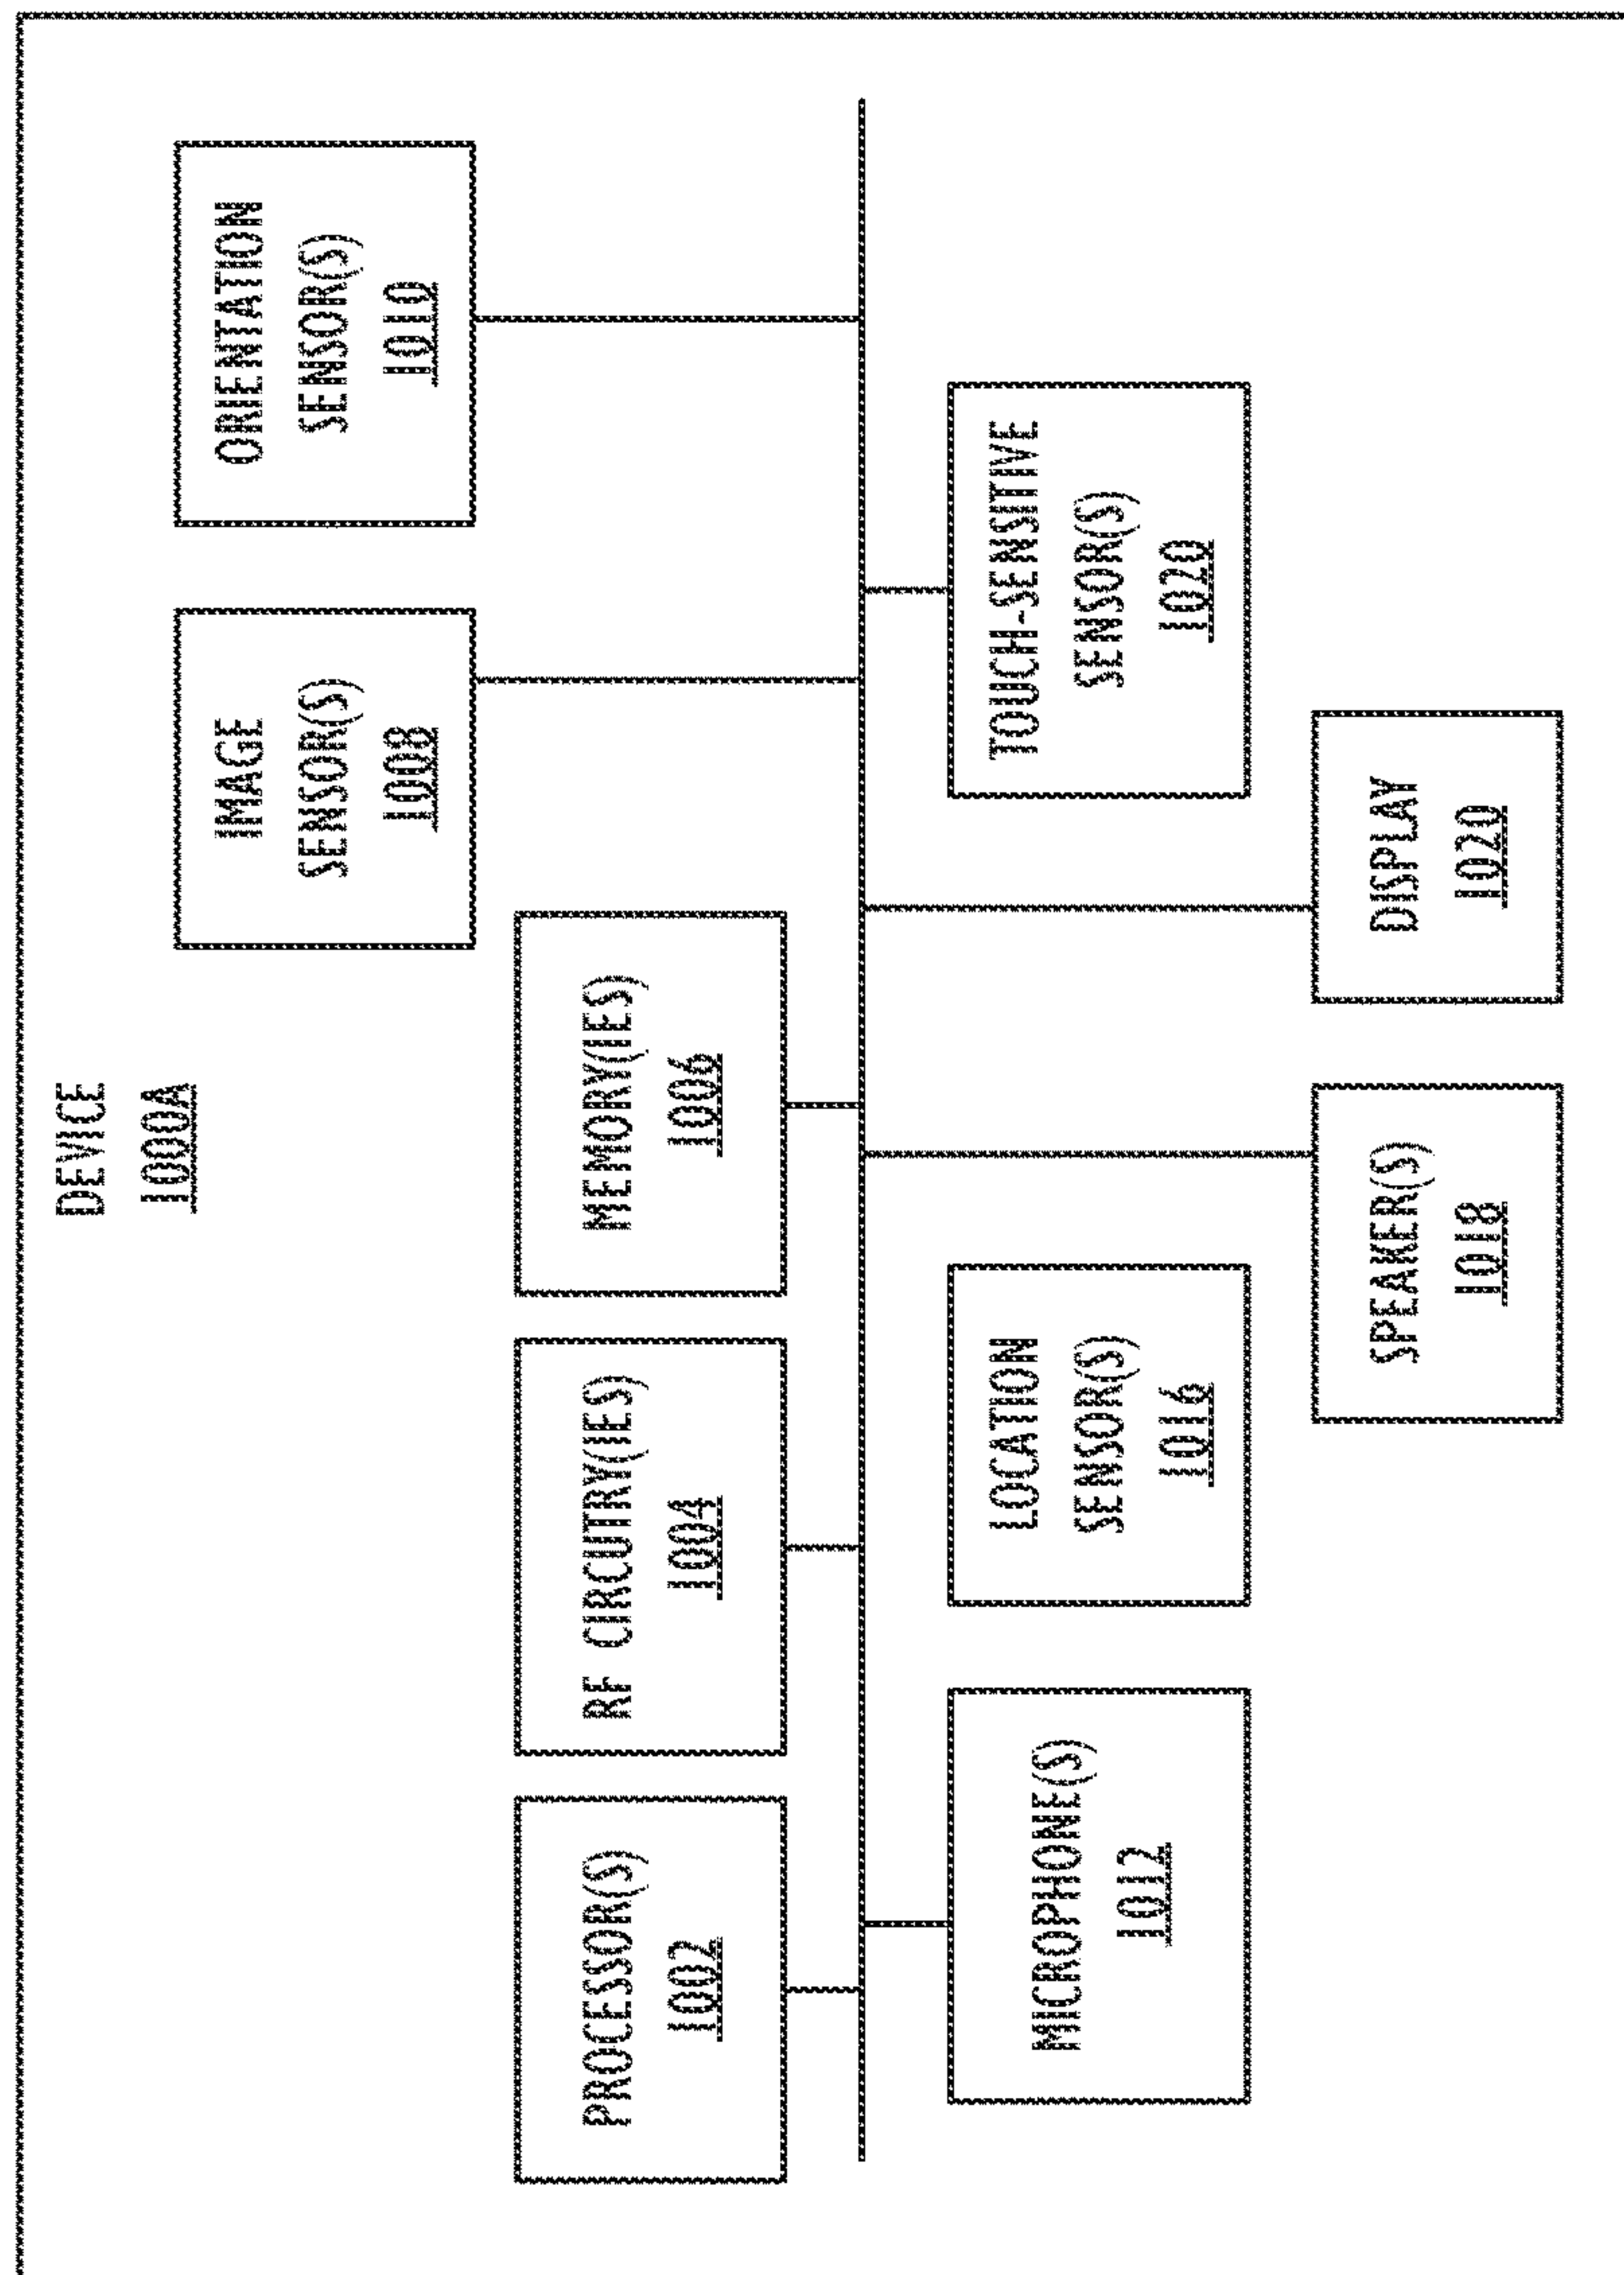 DEVICE
1000A
IMAGE
SENSOR(S)
1008
ORIENTATION
SENSOR(S)
1010
PROCESSOR(S)
1002
RF CIRCUTRY(IES)
1004
MEMORY(IES)
1006
MICROPHONE(S)
1012
LOCATION
SENSOR(S)
1016
TOUCH-SENSITIVE
SENSOR(S)
1020
SPEAKER(S)
1018
DISPLAY
1020